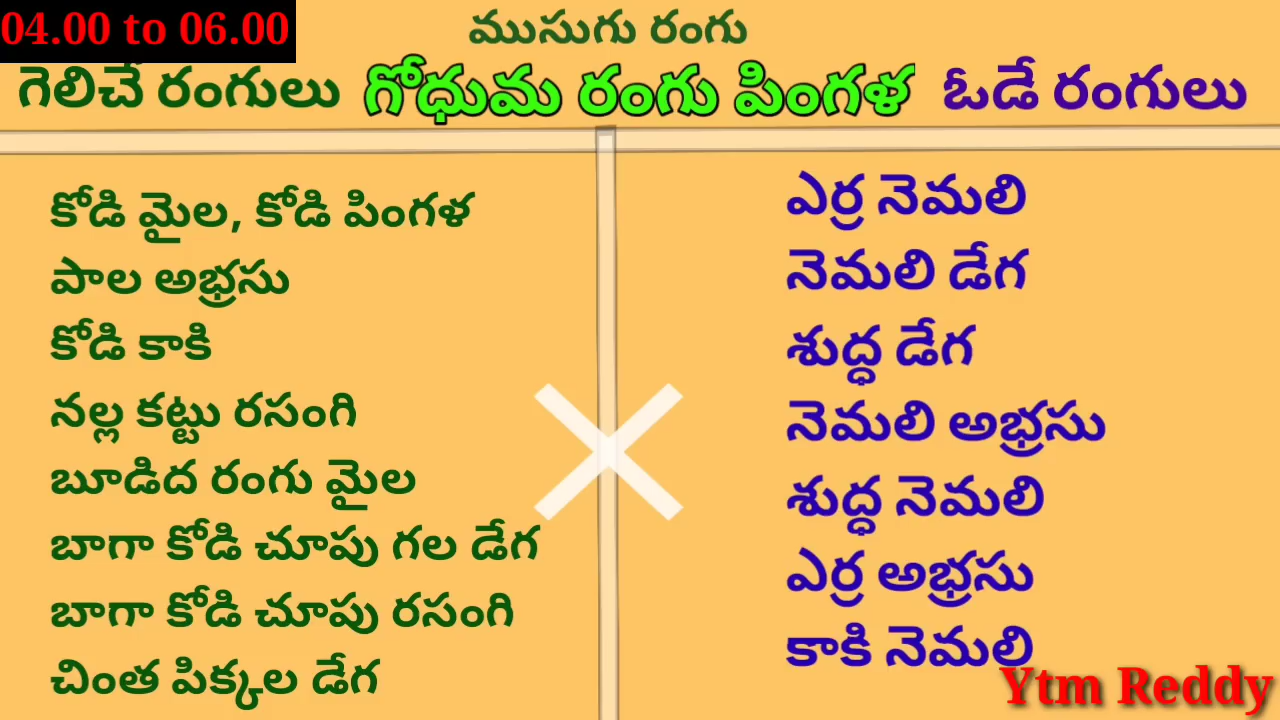 04.00 to 06.00
ముసుగు రంగు
గెలిచే రంగులు
గోధుమ రంగు పింగళ
ఓడే రంగులు
కోడి మైల, కోడి పింగళ
పాల అభ్రసు
కోడి కాకి
నల్ల కట్టు రసంగి
బూడిద రంగు మైల
బాగా కోడి చూపు గల డేగ
బాగా కోడి చూపు రసంగి
చింత పిక్కల డేగ
ఎర్ర నెమలి
నెమలి డేగ
శుద్ధ డేగ
నెమలి అభ్రసు
శుద్ధ నెమలి
ఎర్ర అభ్రసు
కాకి నెమలి
Ytm Reddy